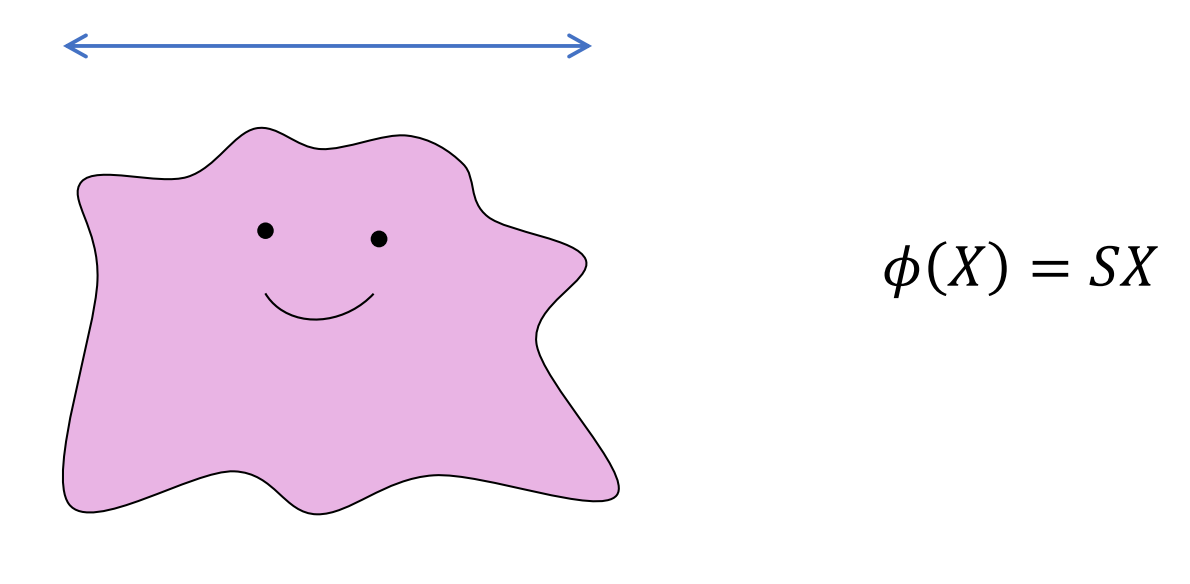 ϕ(X) = SX